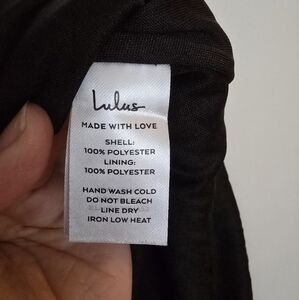 Lulus
MADE WITH LOVE
SHELL:
100% POLYESTER
LINING:
100% POLYESTER
HAND WASH COLD
DO NOT BLEACH
LINE DRY
IRON LOW HEAT